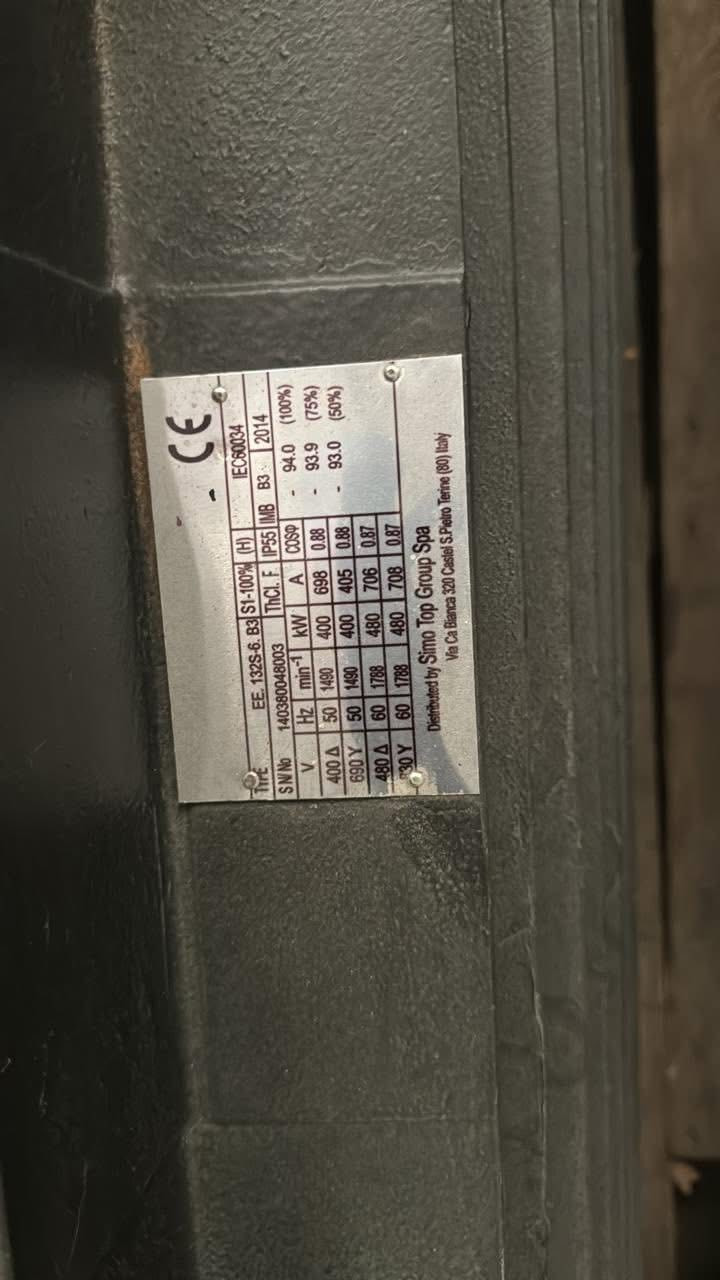 CE
TYPE EE. 132S-6. B3 S1-100% (H) IEC60034
S N/No 140380048003 ThCl. F IP55 IMB B3 2014
V Hz min-1 kW A COSΦ - 94.0 (100%)
400 Δ 50 1490 400 698 0.88 - 93.9 (75%)
690 Y 50 1490 400 405 0.88 - 93.0 (50%)
480 Δ 60 1788 480 706 0.87
60 1788 480 708 0.87
Distributed by Simo Top Group Spa
Via Ca Bianca 320 Castel S.Pietro Terine (80) Italy